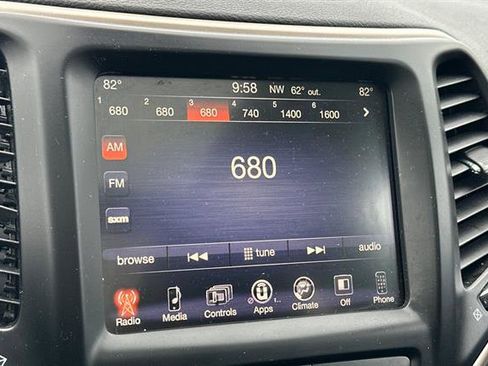 82° 9:58 NW 62° out. 82°
1 680 2 680 3 680 4 740 5 1400 6 1600
AM
680
FM
sxm
browse tune audio
Radio Media Controls Apps Climate Off Phone